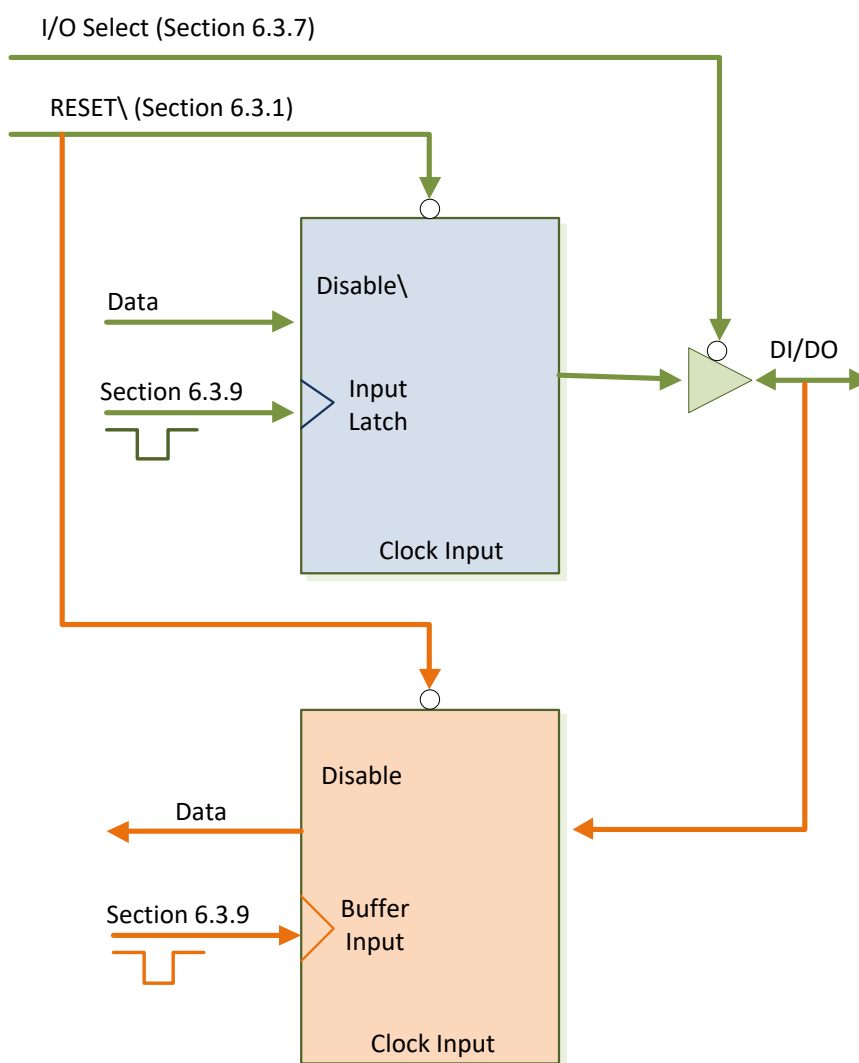 I/O Select (Section 6.3.7)
RESET\ (Section 6.3.1)
Disable\
Data
DI/DO
Section 6.3.9
Input
Latch
Clock Input
Disable
Data
Section 6.3.9
Buffer
Input
Clock Input